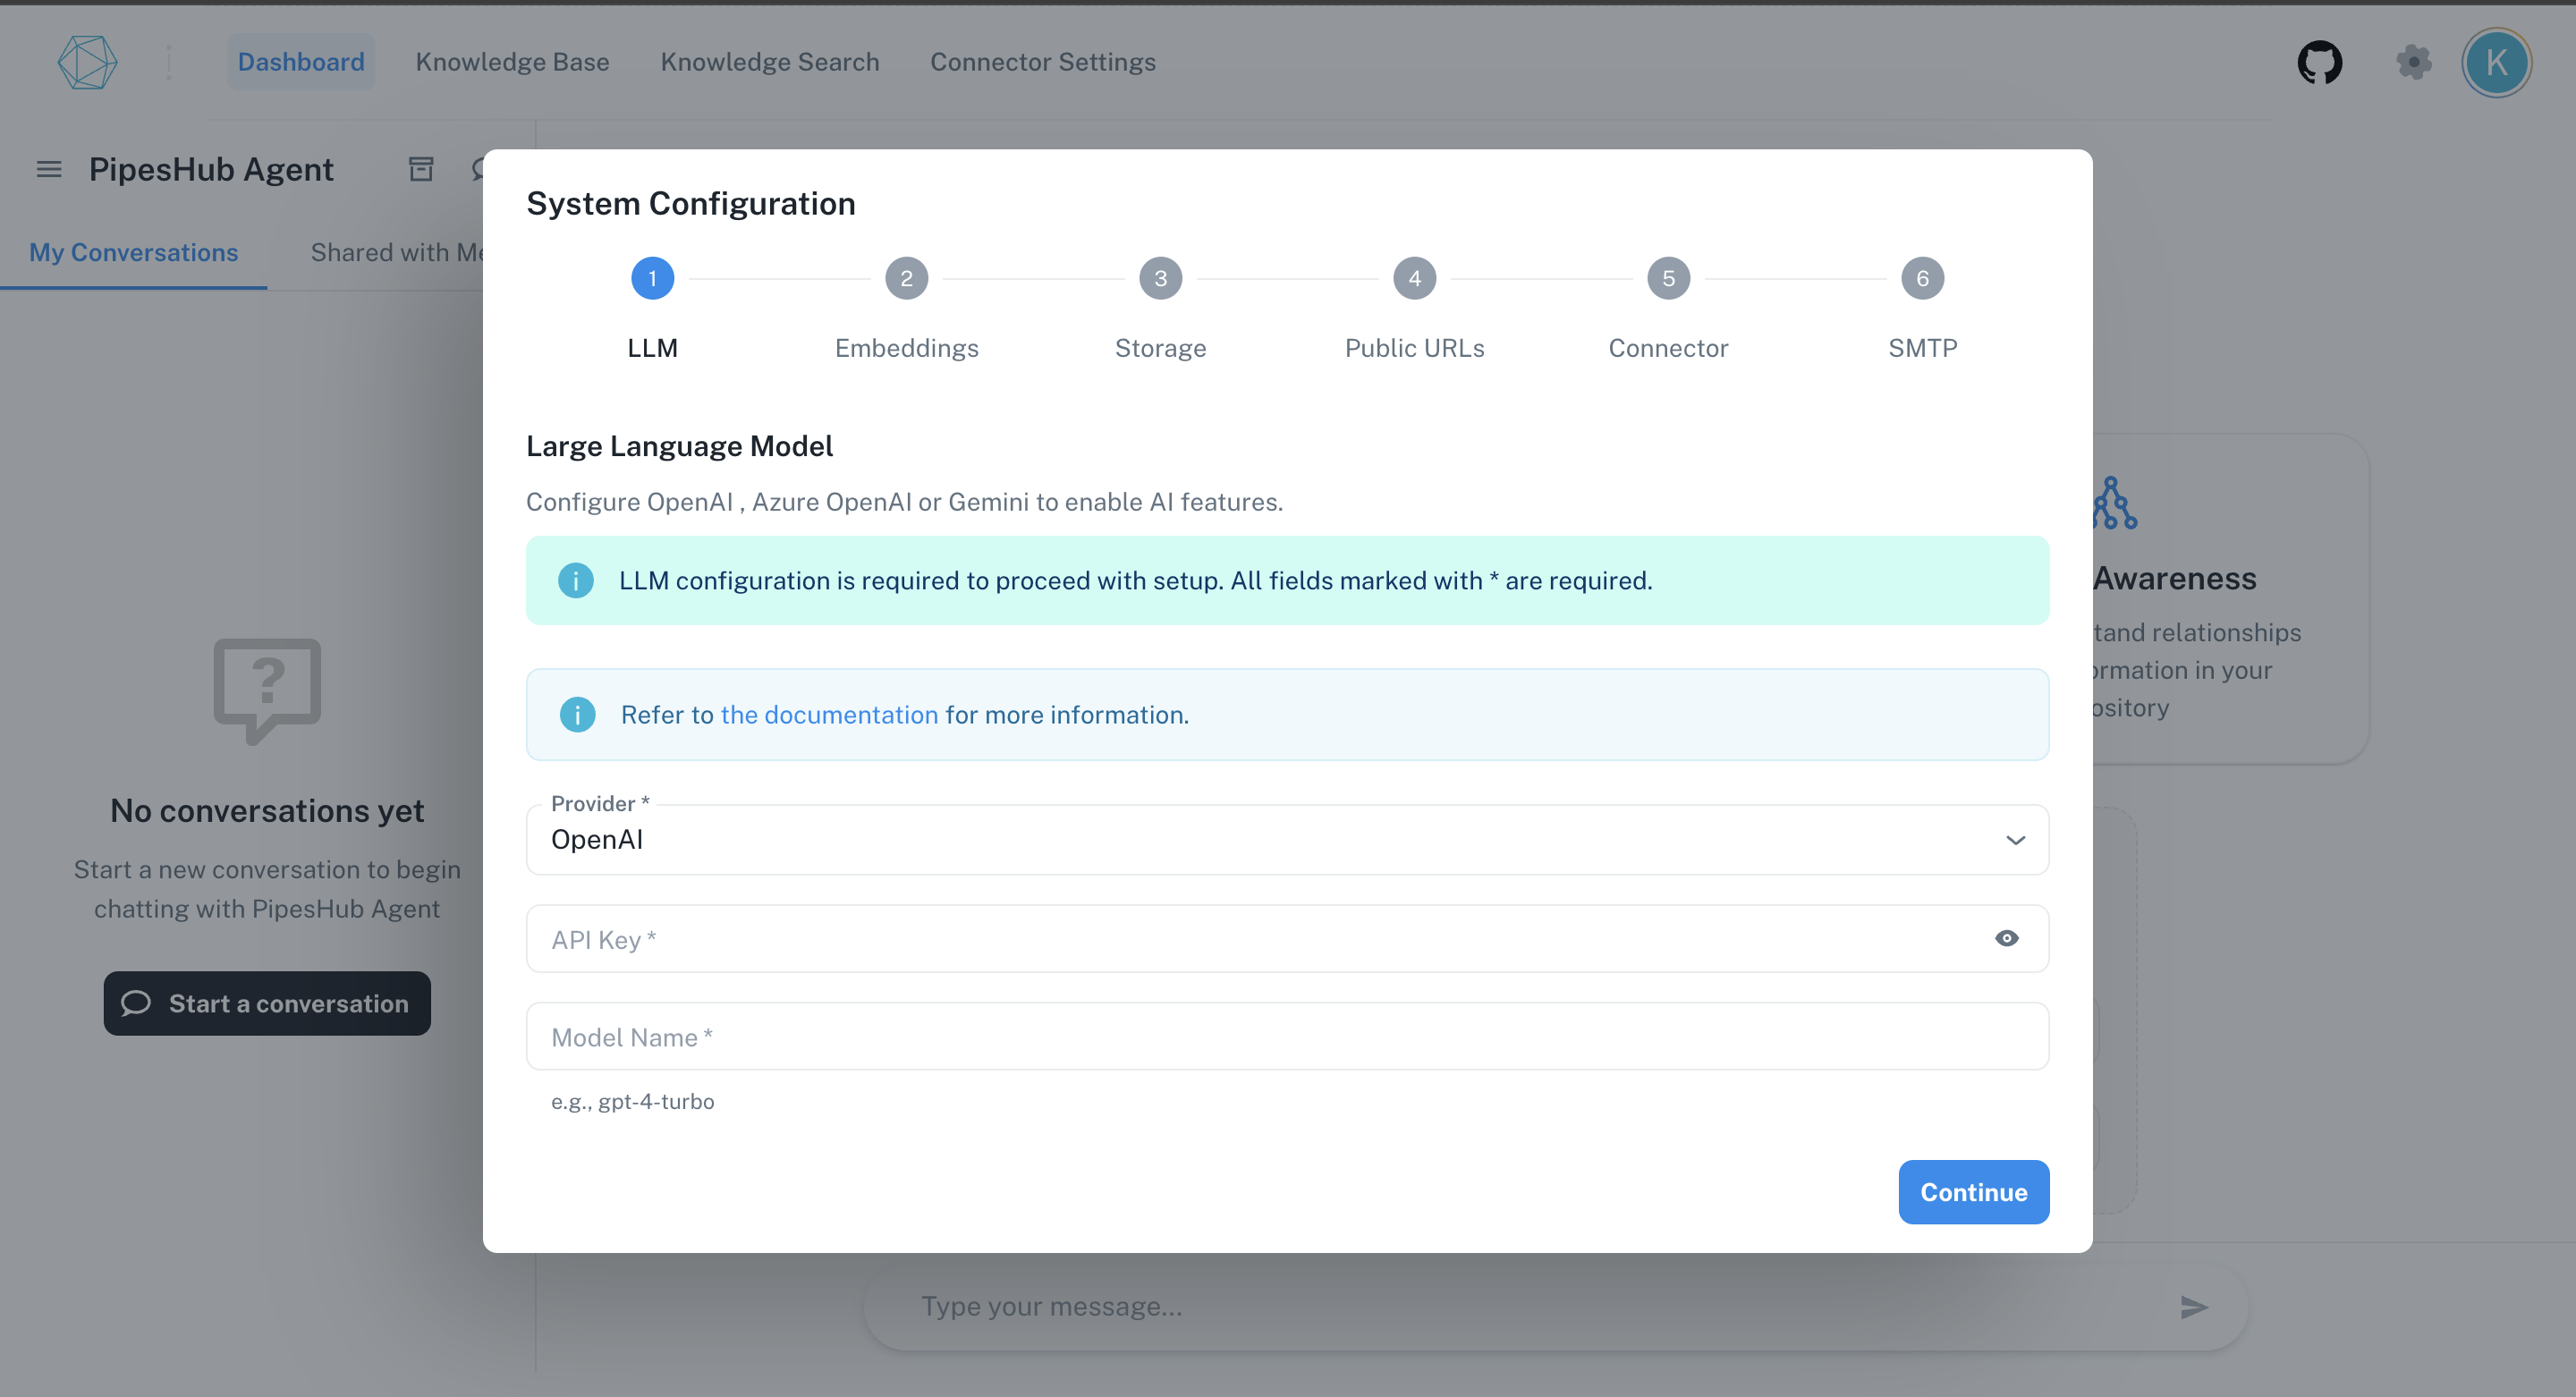 Dashboard
Knowledge Base
Knowledge Search
Connector Settings
K
PipesHub Agent
My Conversations
Shared with
No conversations yet
Start a new conversation to begin
chatting with PipesHub Agent
Start a conversation
System Configuration
1
2
3
4
5
6
LLM
Embeddings
Storage
Public URLs
Connector
SMTP
Large Language Model
Configure OpenAI , Azure OpenAI or Gemini to enable AI features.
LLM configuration is required to proceed with setup. All fields marked with * are required.
Refer to the documentation for more information.
Provider *
OpenAI
API Key *
Model Name *
e.g., gpt-4-turbo
Continue
Awareness
relationships
in your
Type your message...